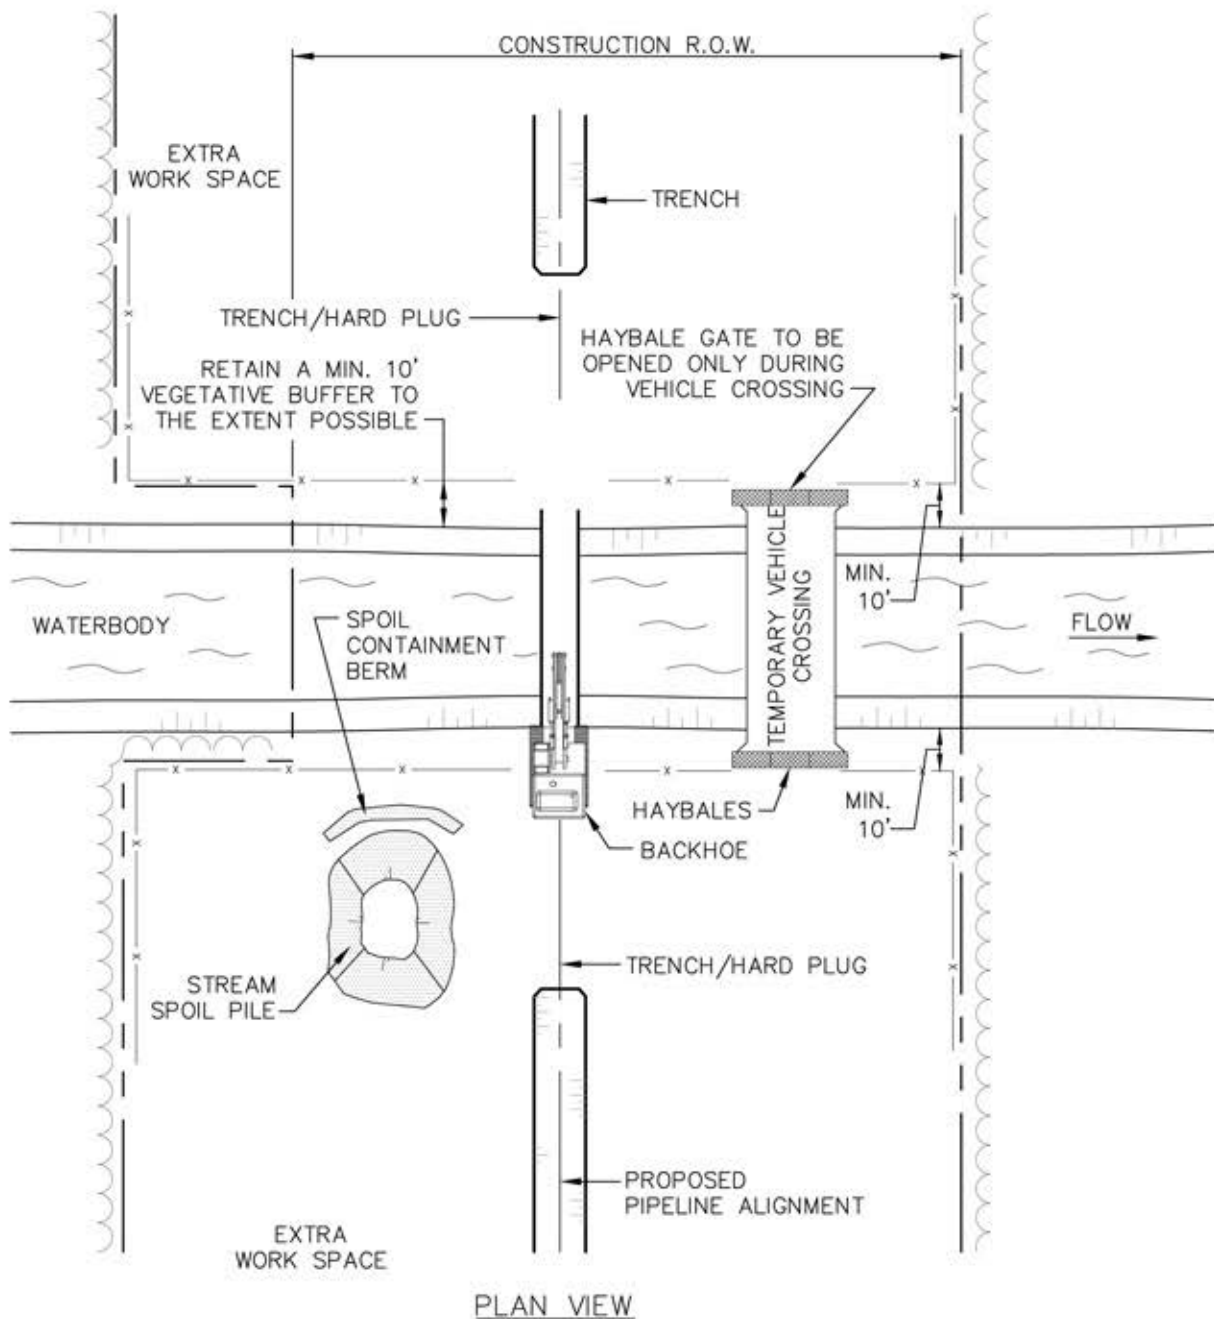 CONSTRUCTION R.O.W.
EXTRA
WORK SPACE
TRENCH
TRENCH/HARD PLUG
HAYBALE GATE TO BE
OPENED ONLY DURING
VEHICLE CROSSING
RETAIN A MIN. 10'
VEGETATIVE BUFFER TO
THE EXTENT POSSIBLE
TEMPORARY VEHICLE
CROSSING
MIN.
10'
WATERBODY
SPOIL
CONTAINMENT
BERM
FLOW
HAYBALES
MIN.
10'
BACKHOE
TRENCH/HARD PLUG
STREAM
SPOIL PILE
PROPOSED
PIPELINE ALIGNMENT
EXTRA
WORK SPACE
PLAN VIEW